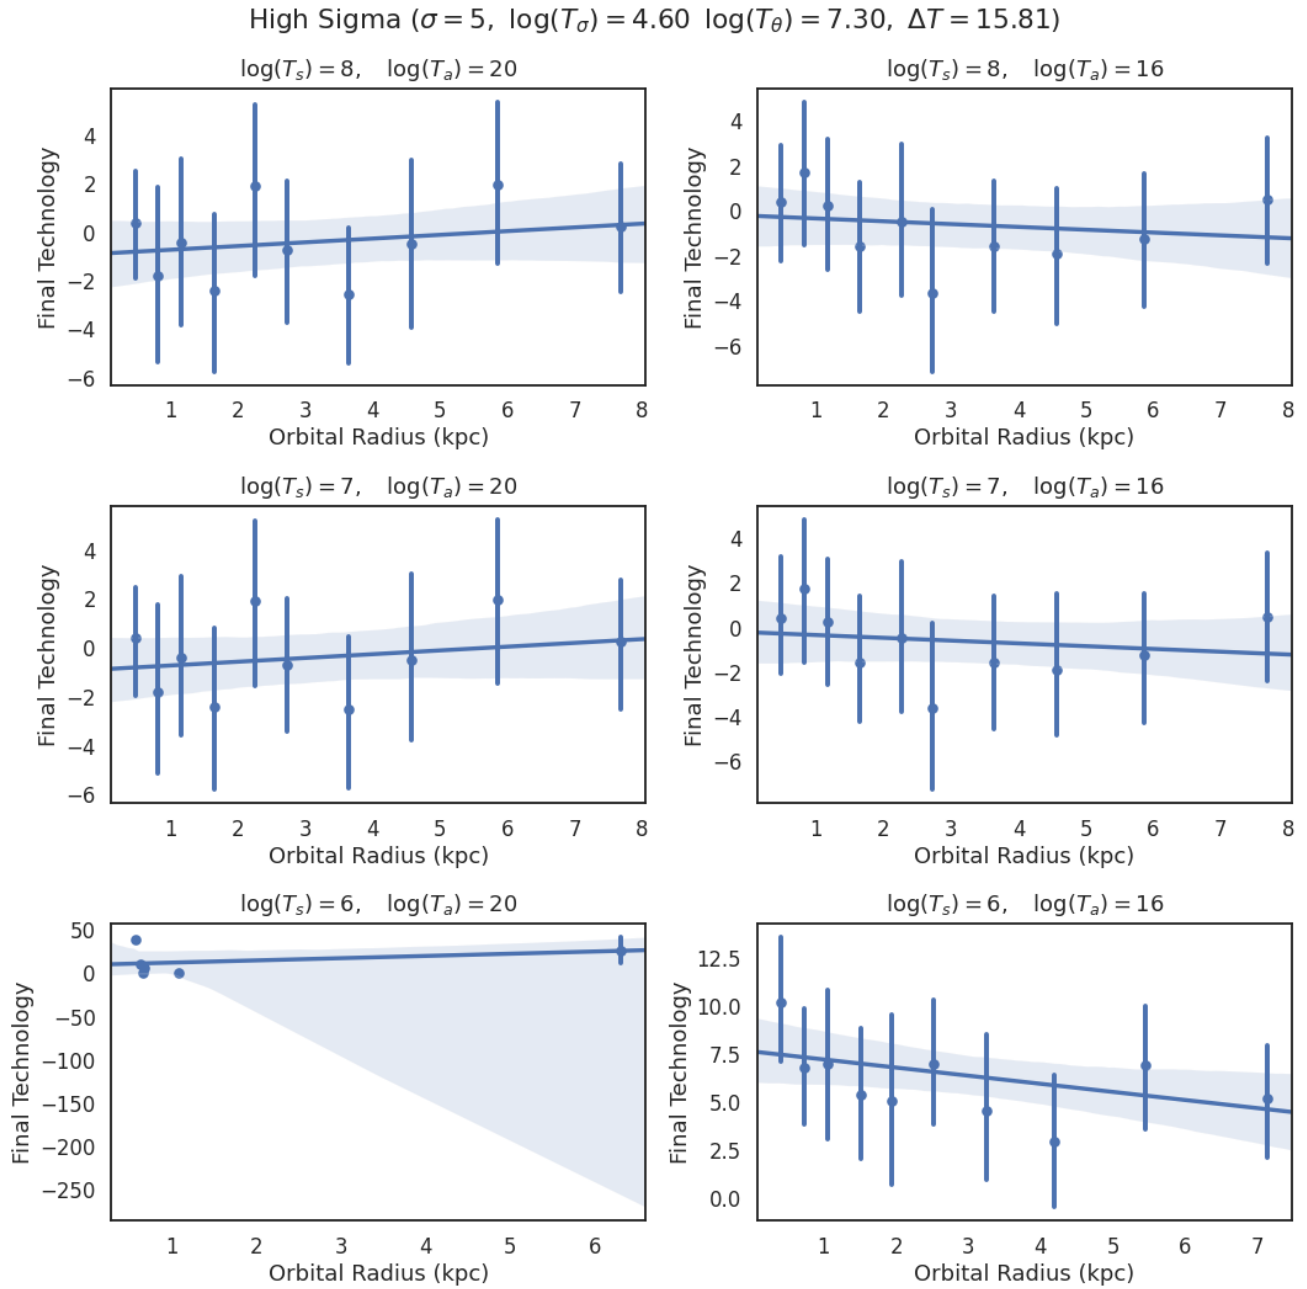 High Sigma (σ = 5, log(T_σ) = 4.60 log(T_θ) = 7.30, ΔT = 15.81)
log(T_s) = 8, log(T_a) = 20
Final Technology
4
2
0
−2
−4
−6
1 2 3 4 5 6 7 8
Orbital Radius (kpc)
log(T_s) = 8, log(T_a) = 16
Final Technology
4
2
0
−2
−4
−6
1 2 3 4 5 6 7 8
Orbital Radius (kpc)
log(T_s) = 7, log(T_a) = 20
Final Technology
4
2
0
−2
−4
−6
1 2 3 4 5 6 7 8
Orbital Radius (kpc)
log(T_s) = 7, log(T_a) = 16
Final Technology
4
2
0
−2
−4
−6
1 2 3 4 5 6 7 8
Orbital Radius (kpc)
log(T_s) = 6, log(T_a) = 20
Final Technology
50
0
−50
−100
−150
−200
−250
1 2 3 4 5 6
Orbital Radius (kpc)
log(T_s) = 6, log(T_a) = 16
Final Technology
12.5
10.0
7.5
5.0
2.5
0.0
1 2 3 4 5 6 7
Orbital Radius (kpc)